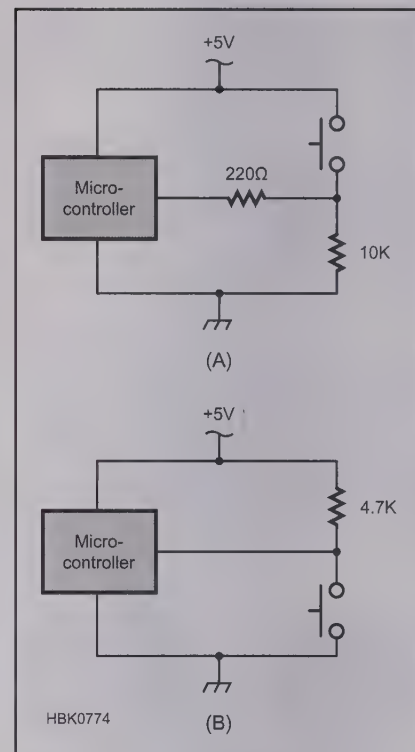 +5V
Micro-
controller
220Ω
10K
(A)
+5V
4.7K
Micro-
controller
HBK0774
(B)